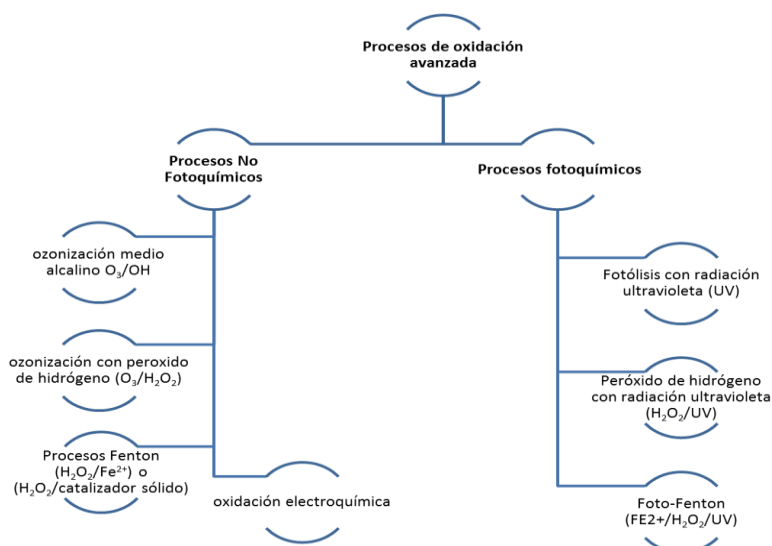 Procesos de oxidación
avanzada
Procesos No
Fotoquímicos
Procesos fotoquímicos
ozonización medio
alcalino O₃/OH
ozonización con peroxido
de hidrógeno (O₃/H₂O₂)
Procesos Fenton
(H₂O₂/Fe²⁺) o
(H₂O₂/catalizador sólido)
oxidación electroquímica
Fotólisis con radiación
ultravioleta (UV)
Peróxido de hidrógeno
con radiación ultravioleta
(H₂O₂/UV)
Foto-Fenton
(FE2+/H₂O₂/UV)